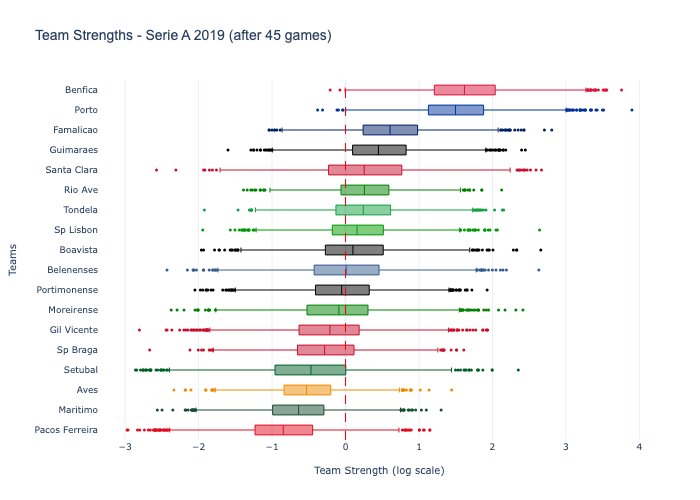 Team Strengths - Serie A 2019 (after 45 games)
Benfica
Porto
Famalicao
Guimaraes
Santa Clara
Rio Ave
Tondela
Sp Lisbon
Boavista
Belenenses
Portimonense
Moreirense
Gil Vicente
Sp Braga
Setubal
Aves
Maritimo
Pacos Ferreira
Teams
−3 −2 −1 0 1 2 3 4
Team Strength (log scale)